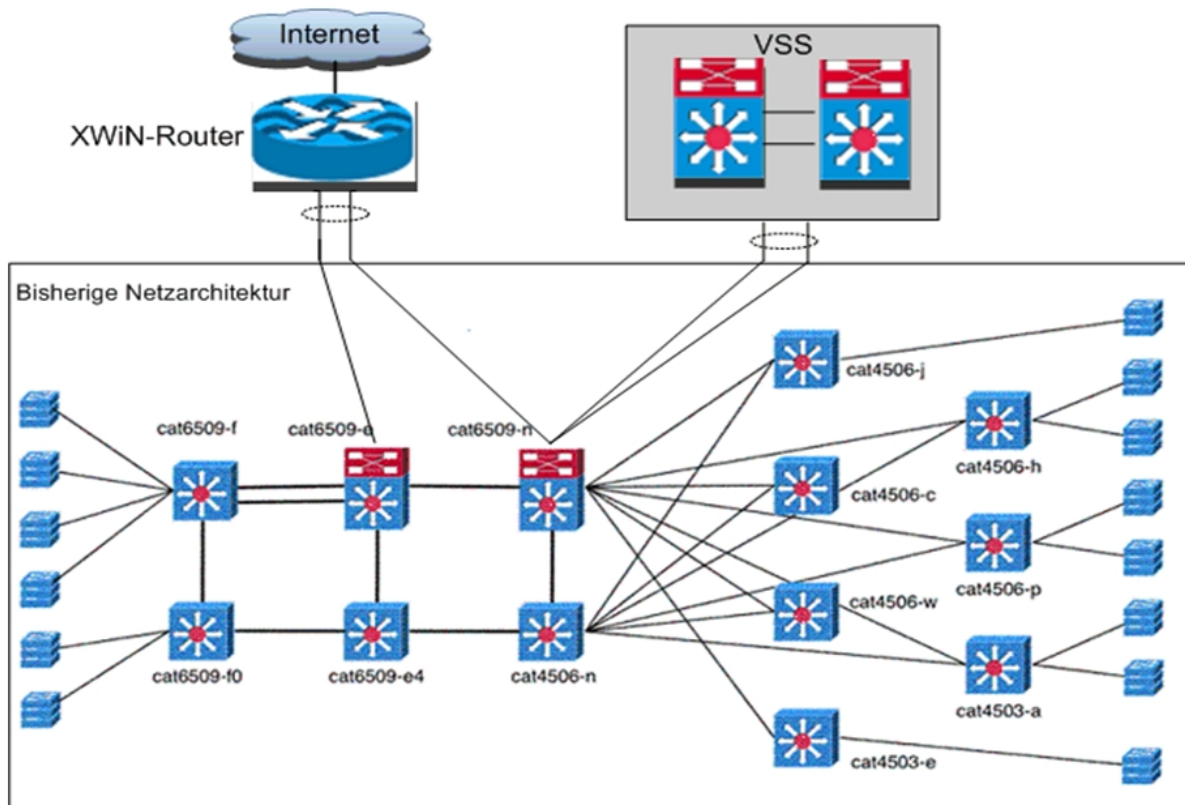 Internet
VSS
XWiN-Router
Bisherige Netzarchitektur
cat4506-j
cat6509-f
cat6509-e
cat6509-n
cat4506-h
cat4506-c
cat4506-w
cat4506-p
cat6509-f0
cat6509-e4
cat4506-n
cat4503-a
cat4503-e